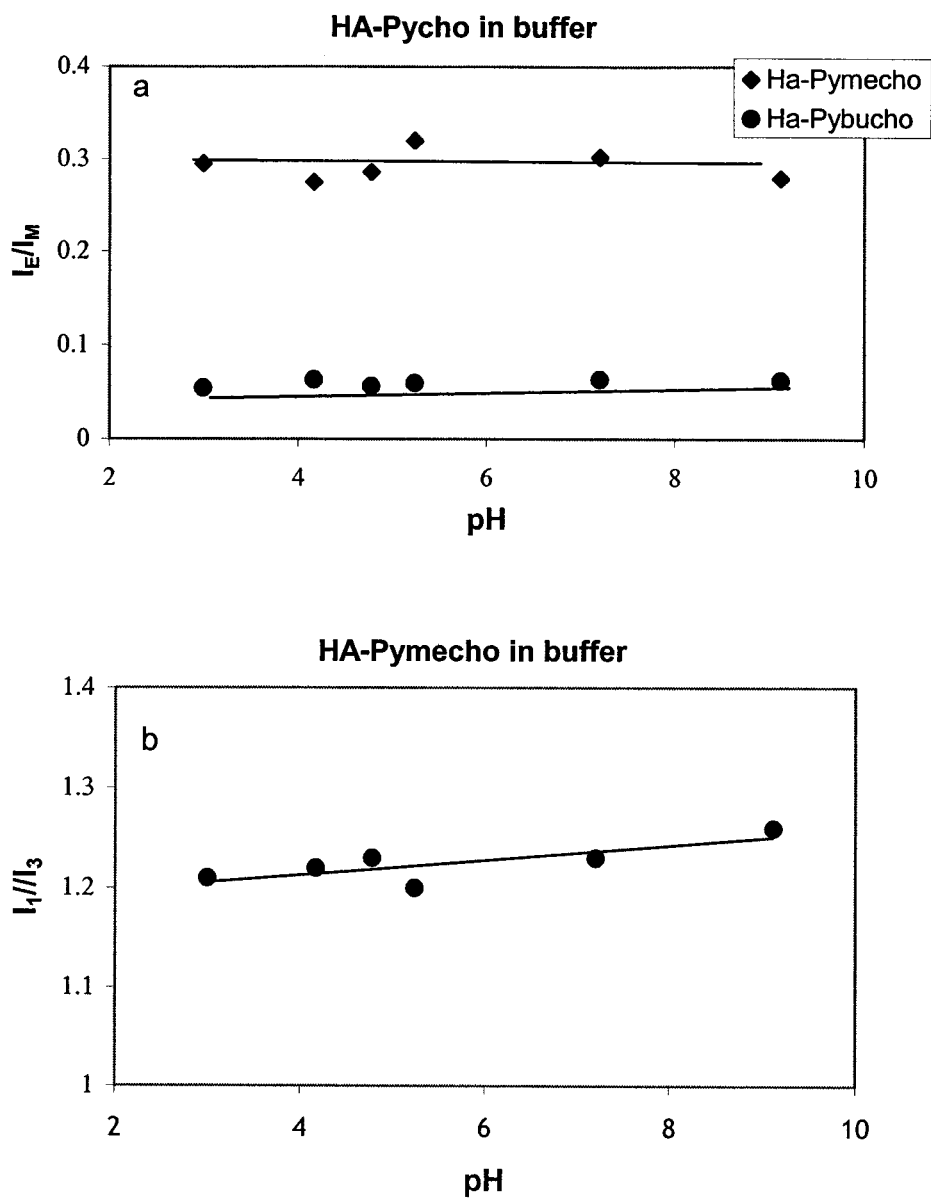 HA-Pycho in buffer
0.4
a
Ha-Pymecho
Ha-Pybucho
0.3
0.2
0.1
0
I_E/I_M
2 4 6 8 10
pH
HA-Pymecho in buffer
1.4
b
1.3
1.2
1.1
1
I_1//I_3
2 4 6 8 10
pH